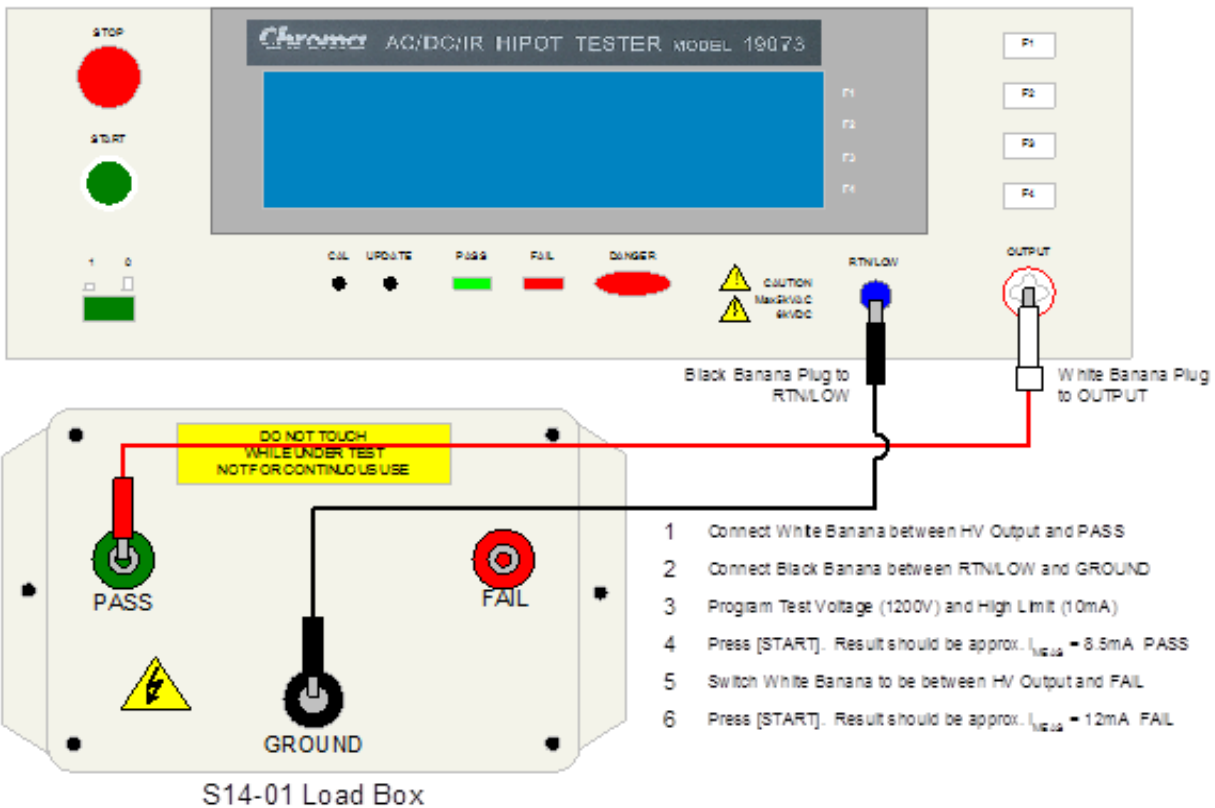 STOP
Chroma AC/DC/IR HIPOT TESTER MODEL 19073
F1
F2
F3
F4
START
F1
F2
F3
F4
1 0
CAL UPDATE PASS FAIL DANGER
CAUTION
Max5kVAC
6kVDC
RTN/LOW
OUTPUT
Black Banana Plug to
RTN/LOW
White Banana Plug
to OUTPUT
DO NOT TOUCH
WHILE UNDER TEST
NOT FOR CONTINUOUS USE
PASS
FAIL
GROUND
S14-01 Load Box
1 Connect White Banana between HV Output and PASS
2 Connect Black Banana between RTN/LOW and GROUND
3 Program Test Voltage (1200V) and High Limit (10mA)
4 Press [START]. Result should be approx. IMEAS = 8.5mA PASS
5 Switch White Banana to be between HV Output and FAIL
6 Press [START]. Result should be approx. IMEAS = 12mA FAIL